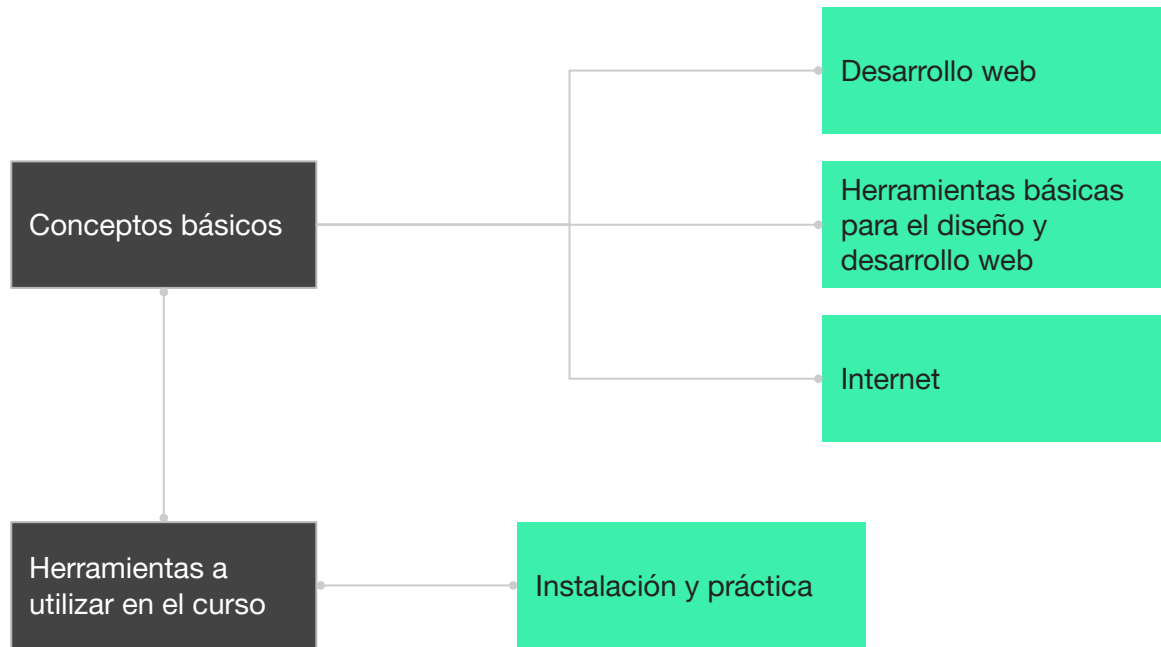 Desarrollo web
Conceptos básicos
Herramientas básicas
para el diseño y
desarrollo web
Internet
Herramientas a
utilizar en el curso
Instalación y práctica